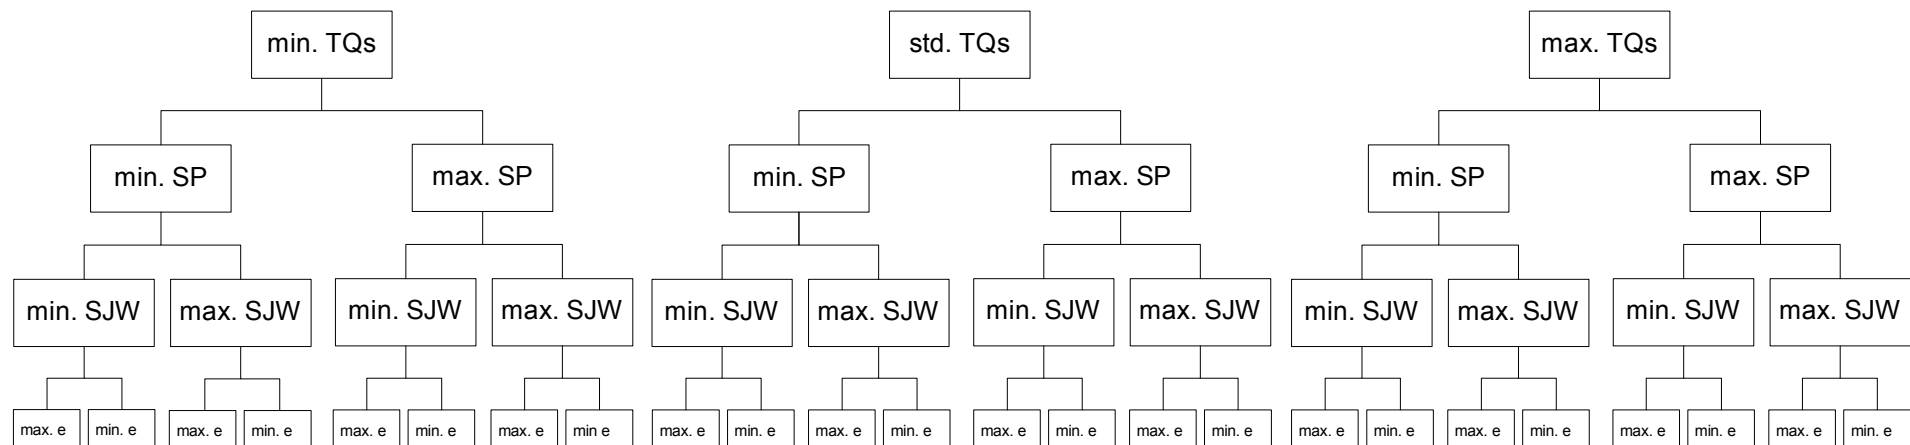 min. TQs
std. TQs
max. TQs
min. SP
max. SP
min. SP
max. SP
min. SP
max. SP
min. SJW
max. SJW
min. SJW
max. SJW
min. SJW
max. SJW
min. SJW
max. SJW
min. SJW
max. SJW
min. SJW
max. SJW
max. e
min. e
max. e
min. e
max. e
min. e
max. e
min e
max. e
min. e
max. e
min. e
max. e
min. e
max. e
min. e
max. e
min. e
max. e
min. e
max. e
min. e
max. e
min. e